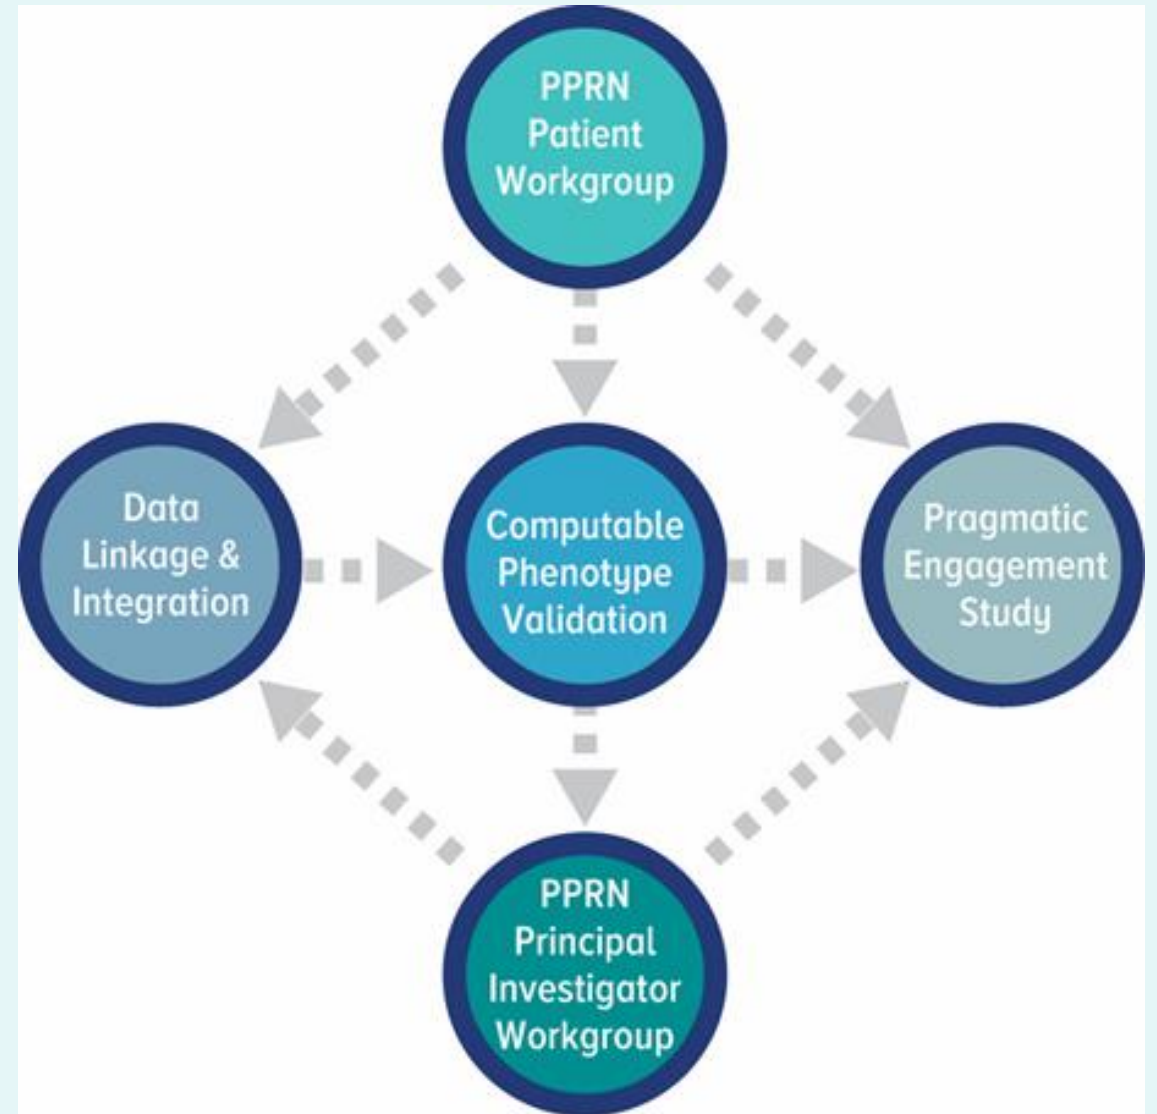 PPRN
Patient
Workgroup
Data
Linkage &
Integration
Computable
Phenotype
Validation
Pragmatic
Engagement
Study
PPRN
Principal
Investigator
Workgroup